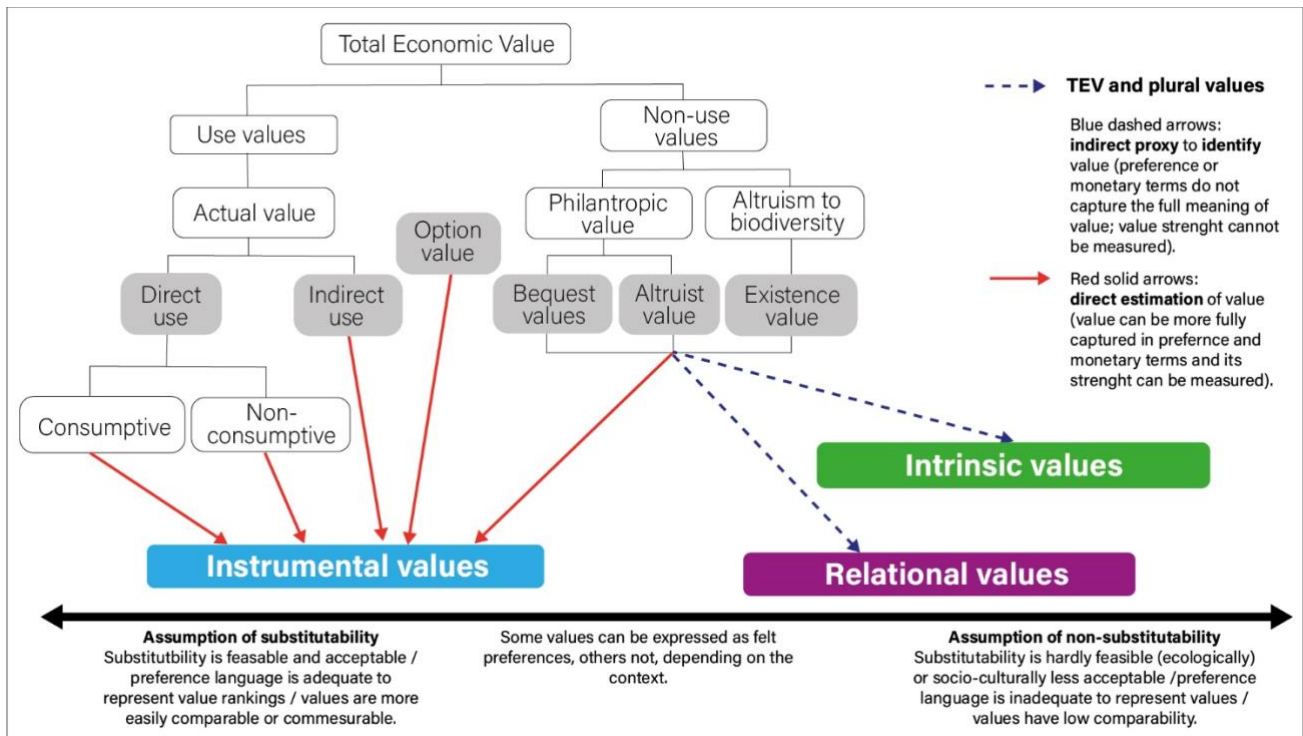 Total Economic Value
Use values
Non-use
values
Actual value
Option
value
Philantropic
value
Altruism to
biodiversity
Direct
use
Indirect
use
Bequest
values
Altruist
value
Existence
value
Consumptive
Non-
consumptive
TEV and plural values
Blue dashed arrows:
indirect proxy to identify
value (preference or
monetary terms do not
capture the full meaning of
value; value strenght cannot
be measured).
Red solid arrows:
direct estimation of value
(value can be more fully
captured in prefernce and
monetary terms and its
strenght can be measured).
Intrinsic values
Instrumental values
Relational values
Assumption of substitutability
Substitutbility is feasable and acceptable /
preference language is adequate to
represent value rankings / values are more
easily comparable or commesurable.
Some values can be expressed as felt
preferences, others not, depending on the
context.
Assumption of non-substitutability
Substitutability is hardly feasible (ecologically)
or socio-culturally less acceptable /preference
language is inadequate to represent values /
values have low comparability.